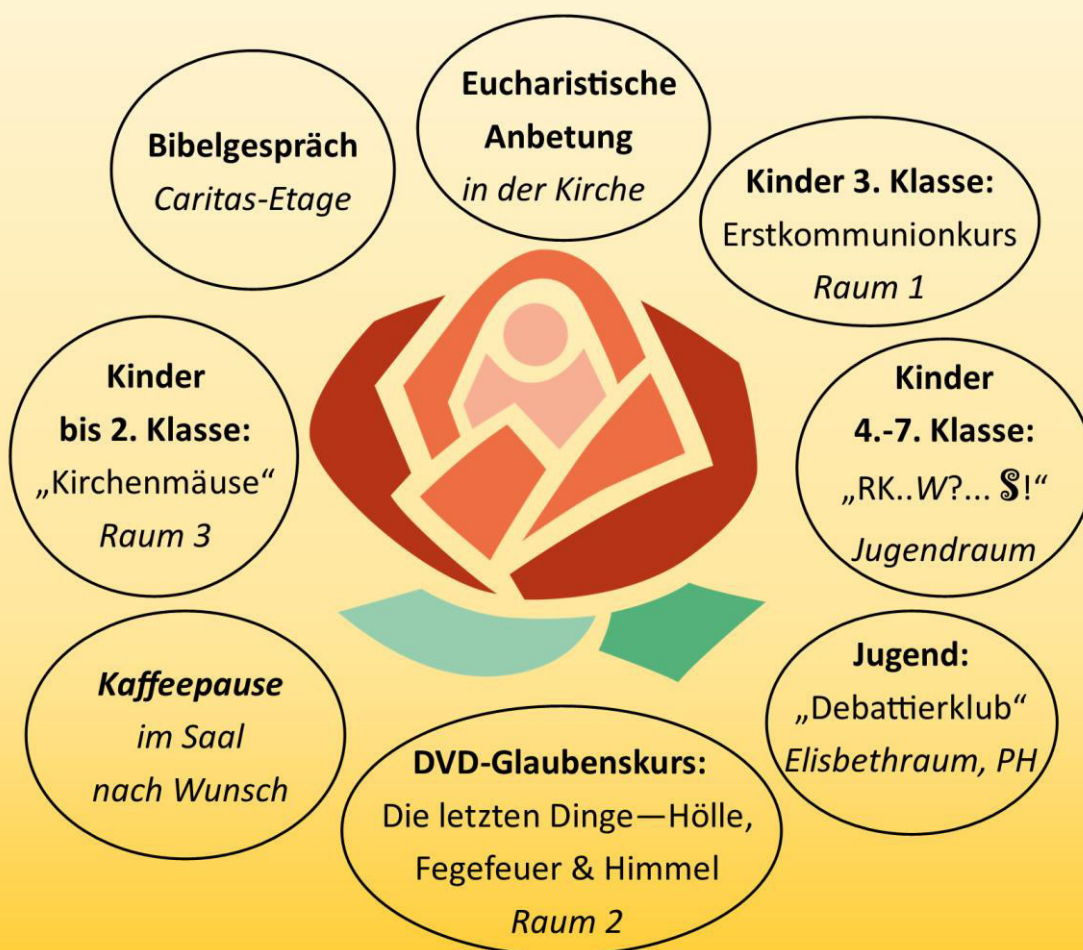 Eucharistische
Anbetung
in der Kirche
Bibelgespräch
Caritas-Etage
Kinder 3. Klasse:
Erstkommunionkurs
Raum 1
Kinder
bis 2. Klasse:
„Kirchenmäuse“
Raum 3
Kinder
4.-7. Klasse:
„RK..W?... S!“
Jugendraum
Kaffeepause
im Saal
nach Wunsch
Jugend:
„Debattierklub“
Elisbethraum, PH
DVD-Glaubenskurs:
Die letzten Dinge—Hölle,
Fegefeuer & Himmel
Raum 2